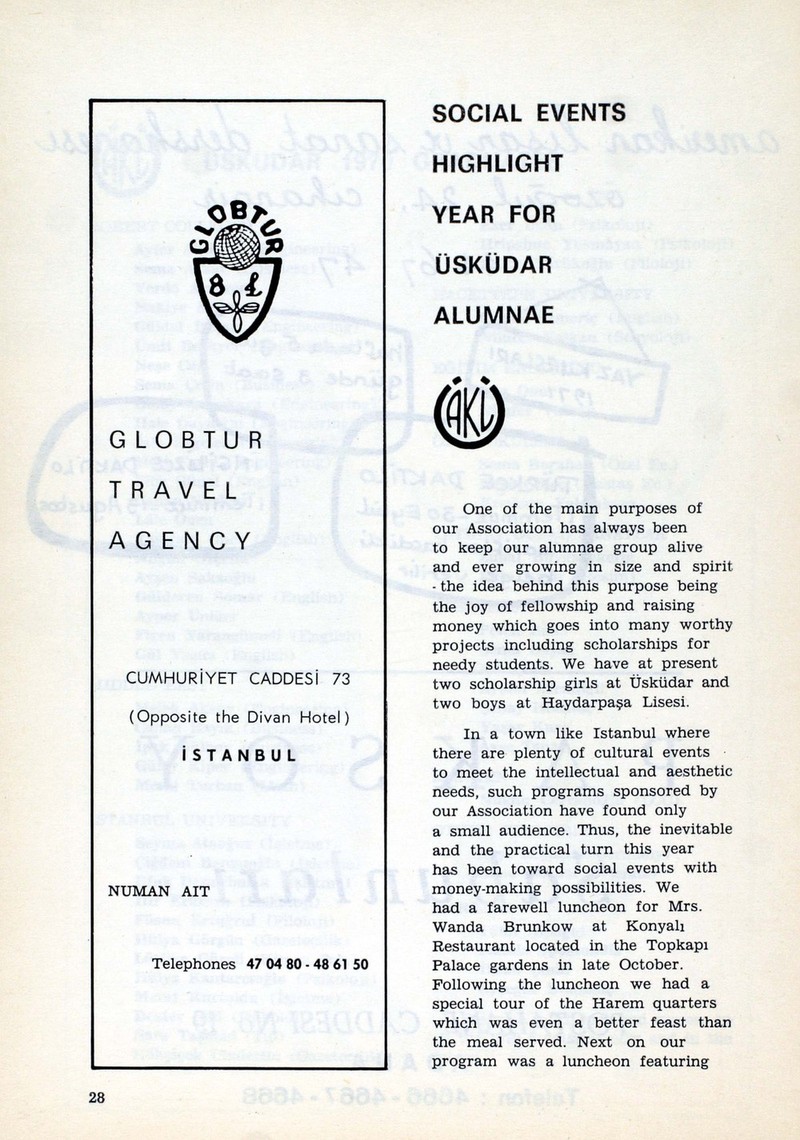 GLOBTUR
8 L
GLOBTUR
TRAVEL
AGENCY
CUMHURİYET CADDESİ 73
(Opposite the Divan Hotel)
İSTANBUL
NUMAN AIT
Telephones 47 04 80 - 48 61 50
SOCIAL EVENTS
HIGHLIGHT
YEAR FOR
ÜSKÜDAR
ALUMNAE
ÜAKÜ
One of the main purposes of
our Association has always been
to keep our alumnae group alive
and ever growing in size and spirit
- the idea behind this purpose being
the joy of fellowship and raising
money which goes into many worthy
projects including scholarships for
needy students. We have at present
two scholarship girls at Üsküdar and
two boys at Haydarpaşa Lisesi.
In a town like Istanbul where
there are plenty of cultural events
to meet the intellectual and aesthetic
needs, such programs sponsored by
our Association have found only
a small audience. Thus, the inevitable
and the practical turn this year
has been toward social events with
money-making possibilities. We
had a farewell luncheon for Mrs.
Wanda Brunkow at Konyalı
Restaurant located in the Topkapı
Palace gardens in late October.
Following the luncheon we had a
special tour of the Harem quarters
which was even a better feast than
the meal served. Next on our
program was a luncheon featuring
28